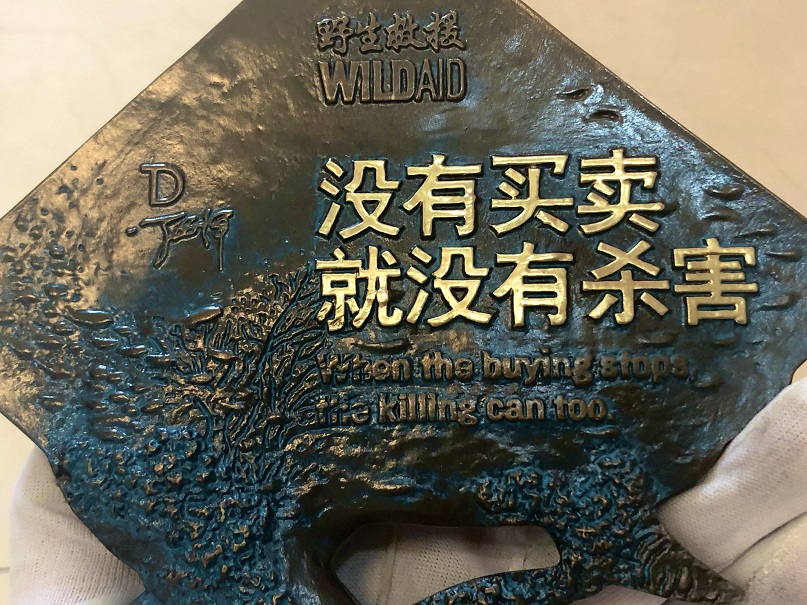 野生救援
WILDAID
D
没有买卖
就没有杀害
When the buying stops,
the killing can too.